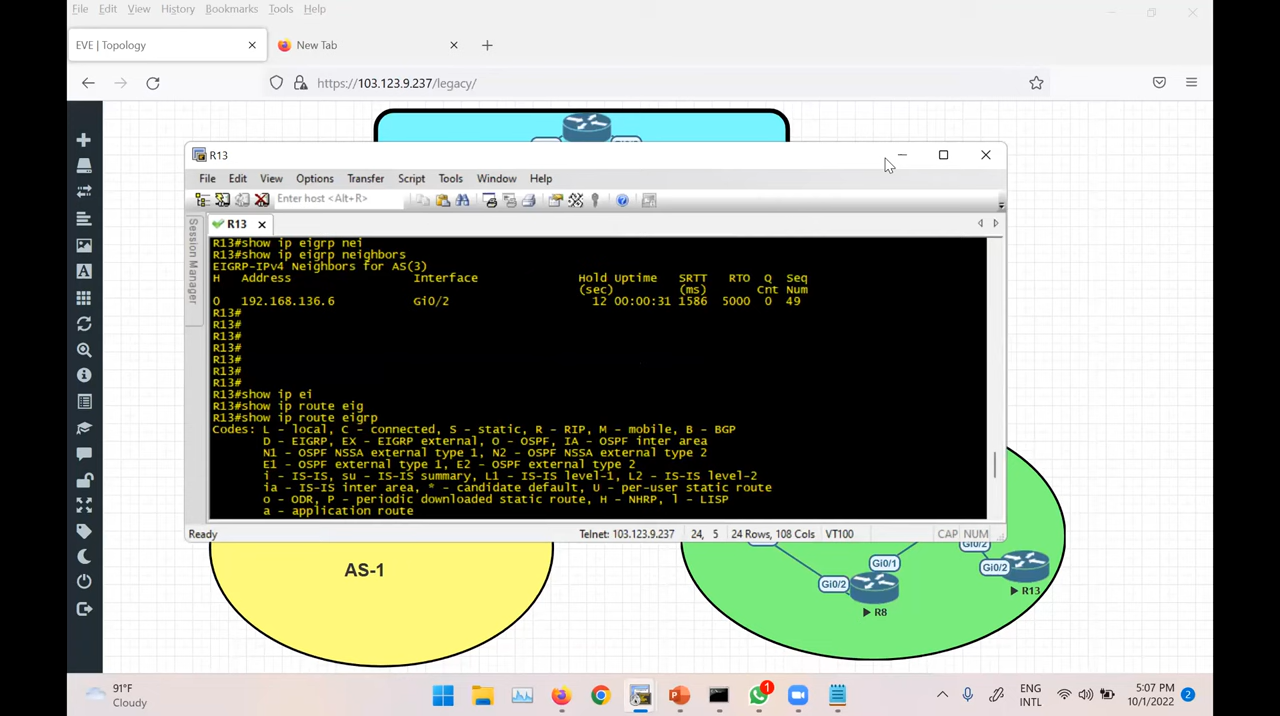 File Edit View History Bookmarks Tools Help
EVE | Topology
New Tab
https://103.123.9.237/legacy/
R13
File Edit View Options Transfer Script Tools Window Help
Enter host <Alt+R>
R13
Session Manager
R13#show ip eigrp nei
R13#show ip eigrp neighbors
EIGRP-IPv4 Neighbors for AS(3)
H Address Interface Hold Uptime SRTT RTO Q Seq
(sec) (ms) Cnt Num
0 192.168.136.6 Gi0/2 12 00:00:31 1586 5000 0 49
R13#
R13#
R13#
R13#
R13#
R13#
R13#
R13#show ip ei
R13#show ip route eig
R13#show ip route eigrp
Codes: L - local, C - connected, S - static, R - RIP, M - mobile, B - BGP
D - EIGRP, EX - EIGRP external, O - OSPF, IA - OSPF inter area
N1 - OSPF NSSA external type 1, N2 - OSPF NSSA external type 2
E1 - OSPF external type 1, E2 - OSPF external type 2
i - IS-IS, su - IS-IS summary, L1 - IS-IS level-1, L2 - IS-IS level-2
ia - IS-IS inter area, * - candidate default, U - per-user static route
o - ODR, P - periodic downloaded static route, H - NHRP, l - LISP
a - application route
Ready Telnet: 103.123.9.237 24, 5 24 Rows, 108 Cols VT100 CAP NUM
Gi0/2
Gi0/1
Gi0/2
Gi0/2
AS-1
R13
R8
91°F
Cloudy
1
ENG
INTL
5:07 PM
10/1/2022
2